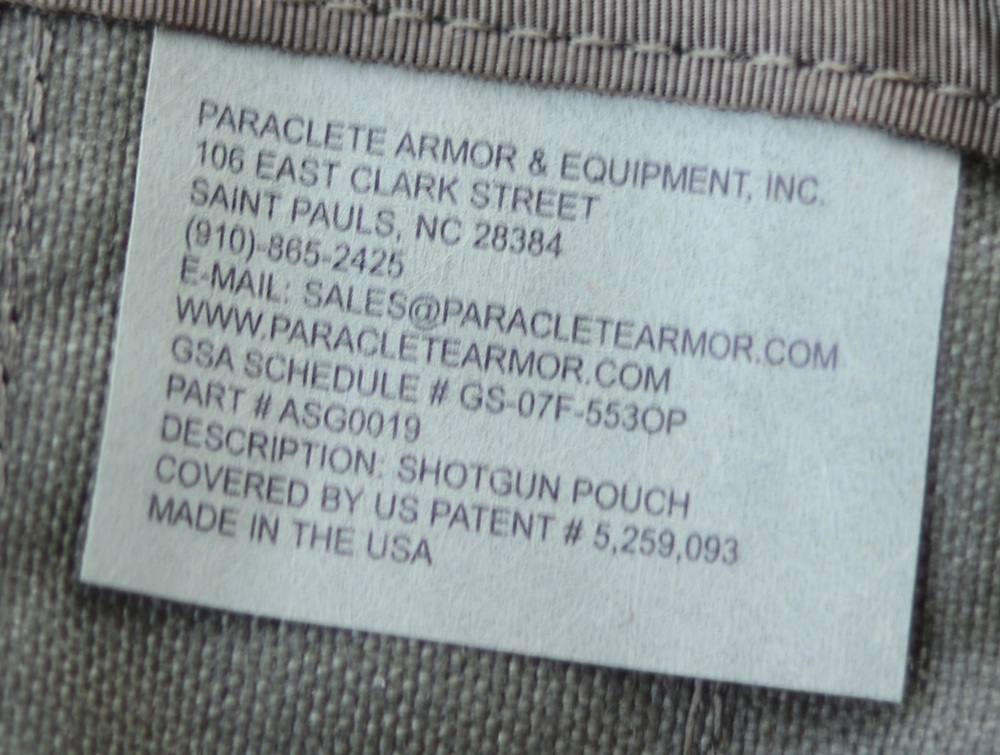 PARACLETE ARMOR & EQUIPMENT, INC.
106 EAST CLARK STREET
SAINT PAULS, NC 28384
(910)-865-2425
E-MAIL: SALES@PARACLETEARMOR.COM
WWW.PARACLETEARMOR.COM
GSA SCHEDULE # GS-07F-553OP
PART # ASG0019
DESCRIPTION: SHOTGUN POUCH
COVERED BY US PATENT # 5,259,093
MADE IN THE USA